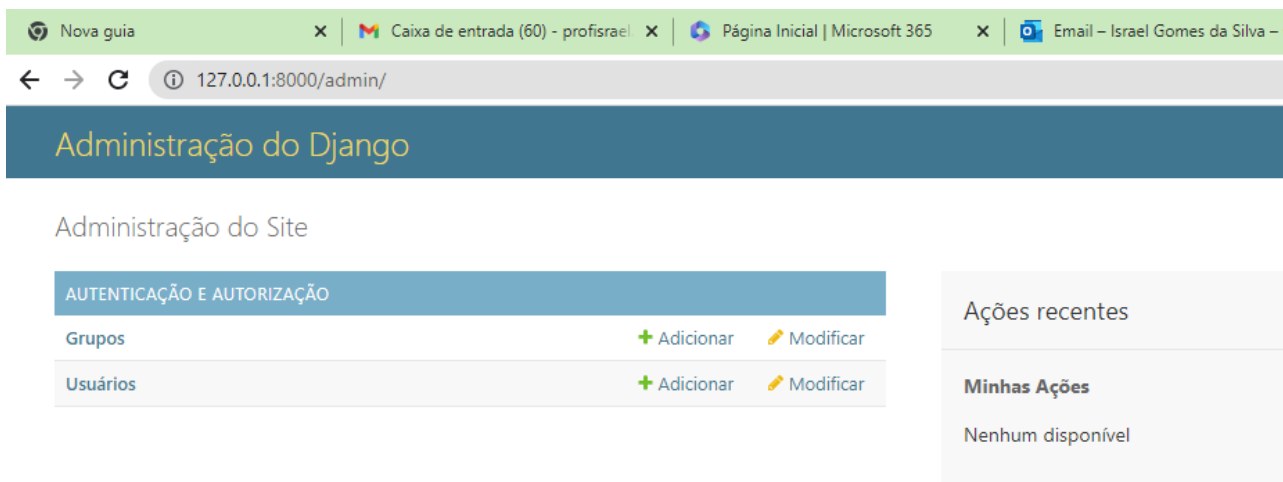 Nova guia
Caixa de entrada (60) - profisrael.
Página Inicial | Microsoft 365
Email – Israel Gomes da Silva –
127.0.0.1:8000/admin/
Administração do Django
Administração do Site
AUTENTICAÇÃO E AUTORIZAÇÃO
Grupos Adicionar Modificar
Usuários Adicionar Modificar
Ações recentes
Minhas Ações
Nenhum disponível